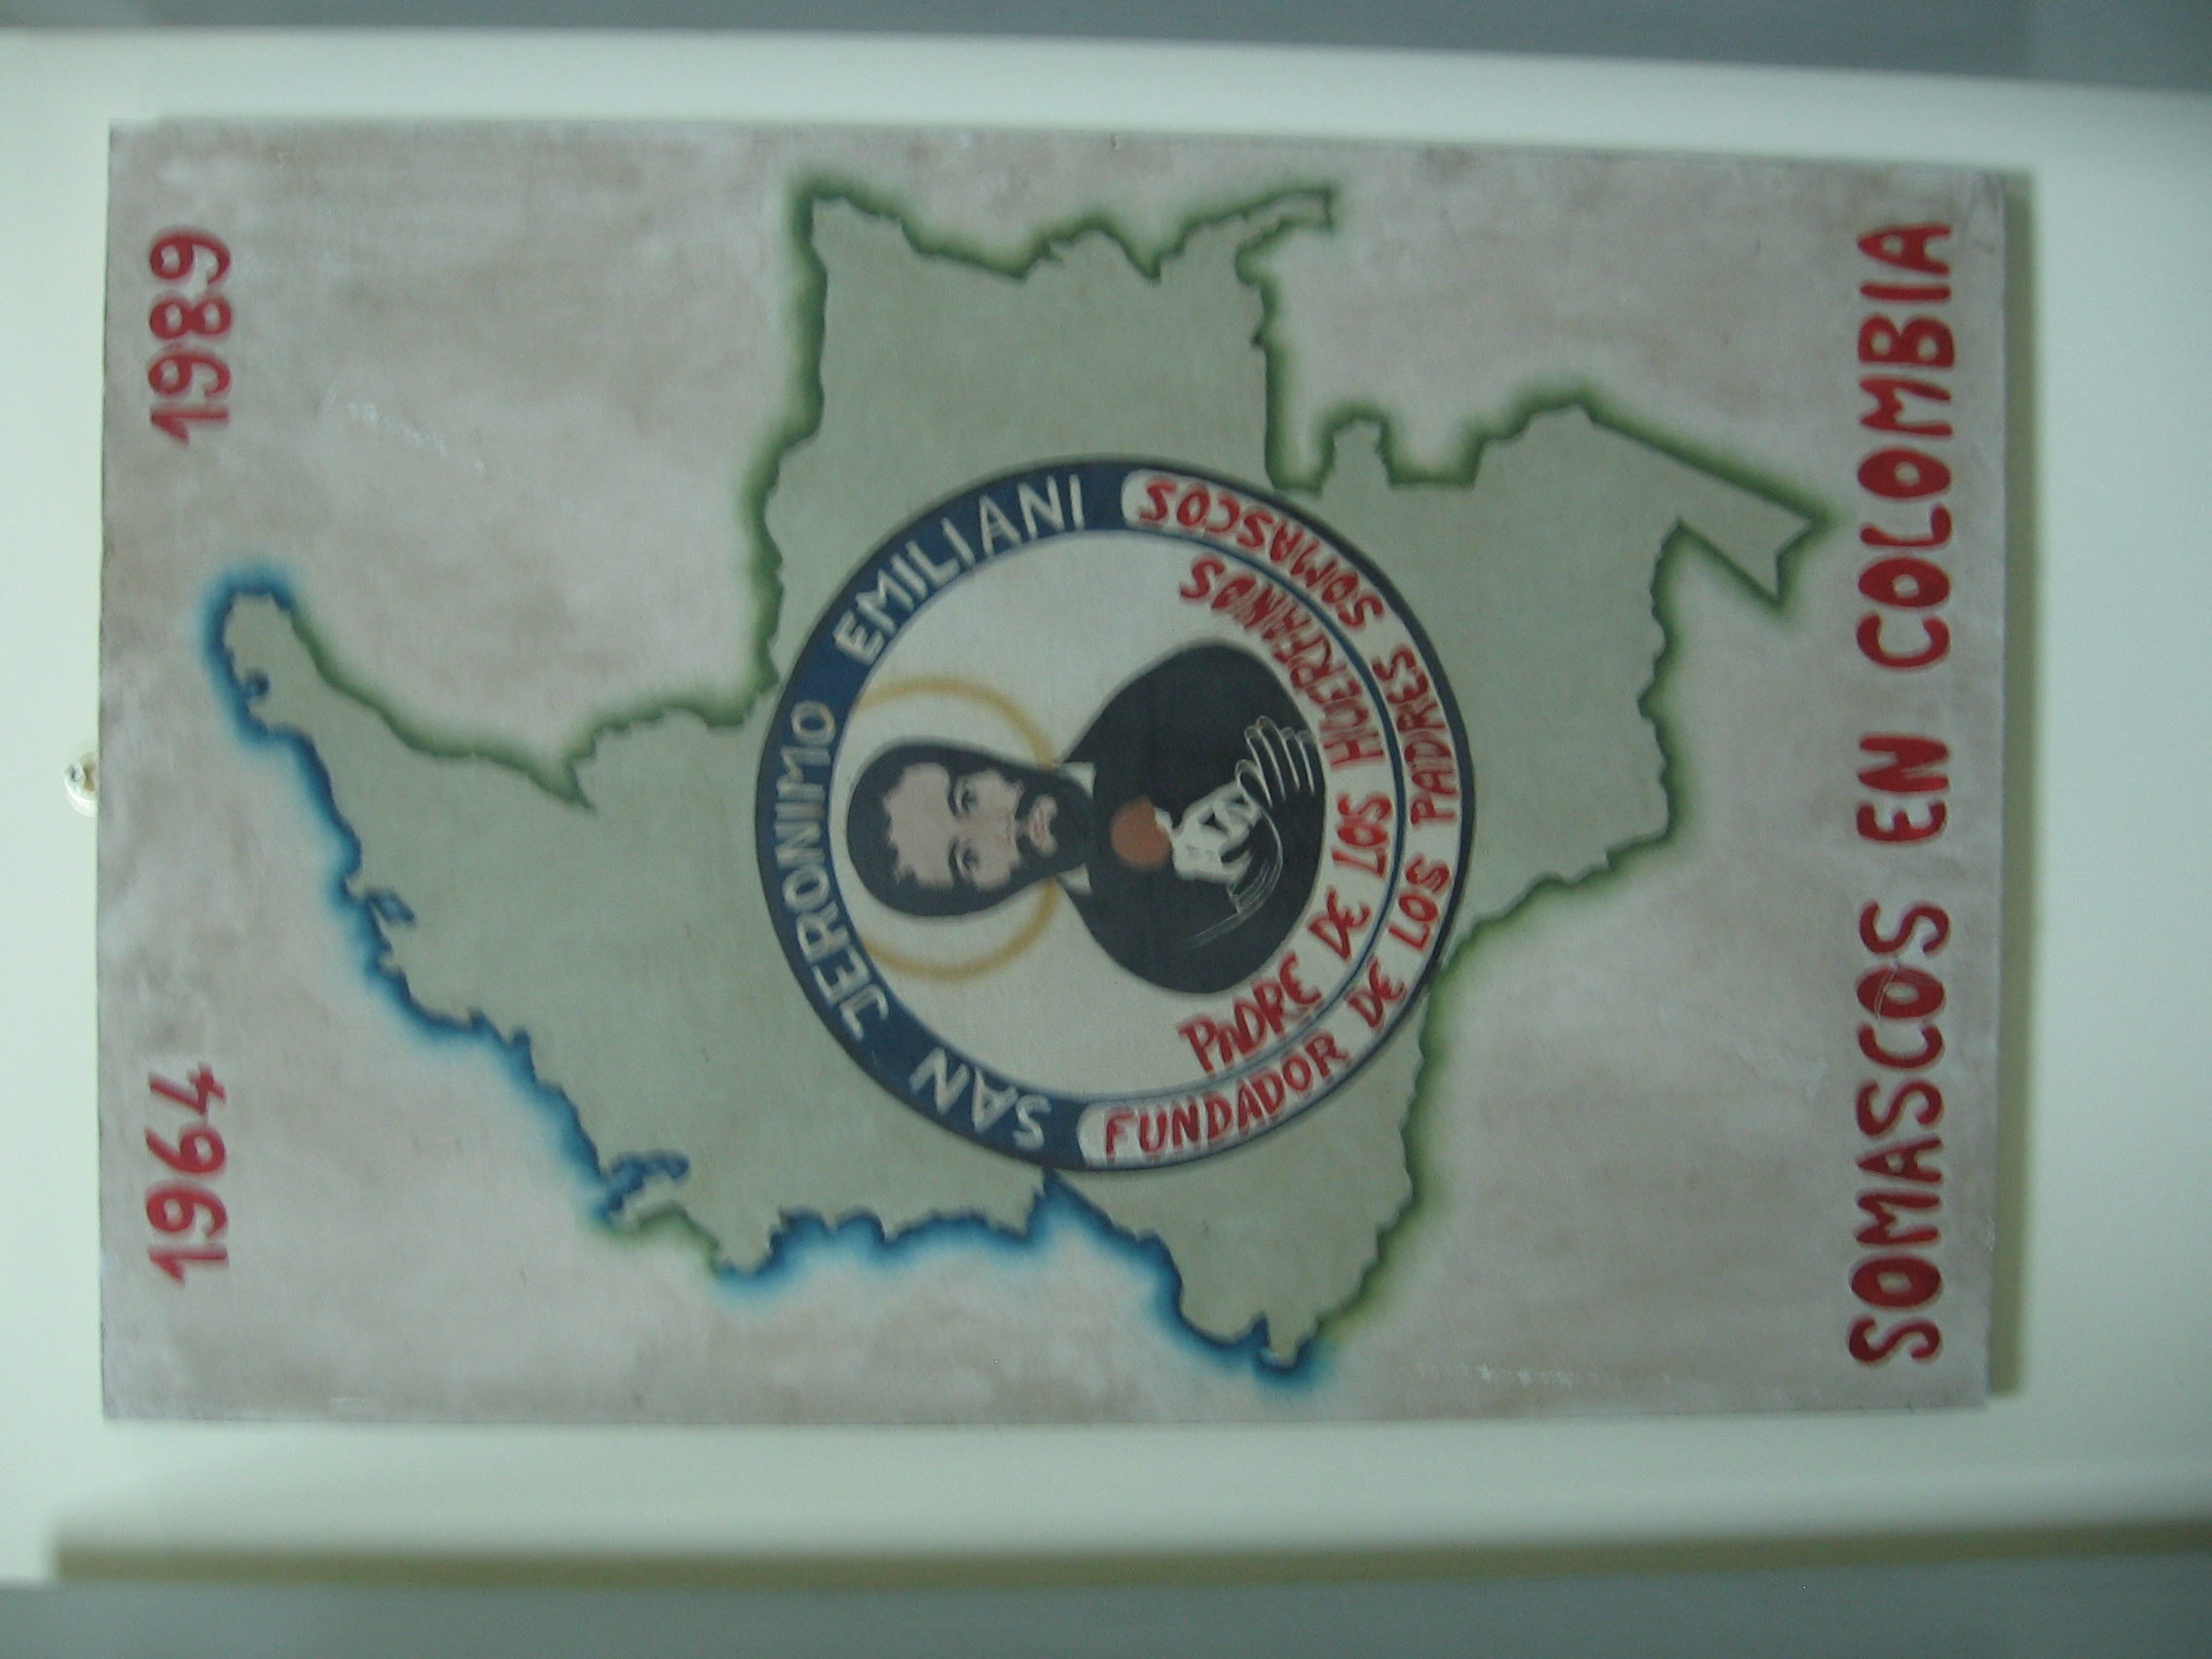 1964 1989
SAN JERONIMO EMILIANI
PADRE DE LOS HUERFANOS
FUNDADOR DE LOS PADRES SOMASCOS
SOMASCOS EN COLOMBIA